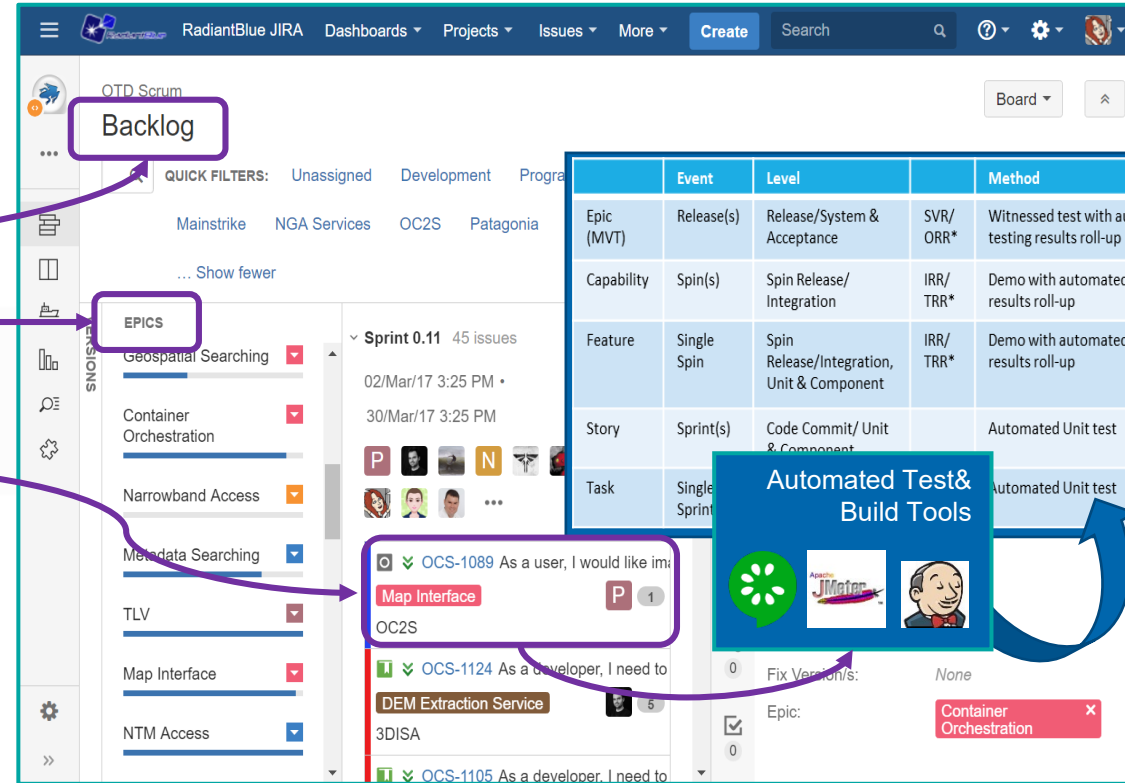 RadiantBlue JIRA Dashboards Projects Issues More Create Search
OTD Scrum
Backlog
Board
QUICK FILTERS: Unassigned Development Progra
Mainstrike NGA Services OC2S Patagonia
… Show fewer
VERSIONS
EPICS
Geospatial Searching
Container
Orchestration
Narrowband Access
Metadata Searching
TLV
Map Interface
NTM Access
Sprint 0.11 45 issues
02/Mar/17 3:25 PM •
30/Mar/17 3:25 PM
P N
OCS-1089 As a user, I would like ima
Map Interface P 1
OC2S
OCS-1124 As a developer, I need to
DEM Extraction Service 5
3DISA
OCS-1105 As a developer, I need to
Event Level Method
Epic Release(s) Release/System & SVR/ Witnessed test with au
(MVT) Acceptance ORR* testing results roll-up
Capability Spin(s) Spin Release/ IRR/ Demo with automated
Integration TRR* results roll-up
Feature Single Spin IRR/ Demo with automated
Spin Release/Integration, TRR* results roll-up
Unit & Component
Story Sprint(s) Code Commit/ Unit Automated Unit test
& Component
Task Single Automated Unit test
Sprint
Automated Test&
Build Tools
Apache
JMeter
0
Fix Version/s: None
Epic: Container
Orchestration
0